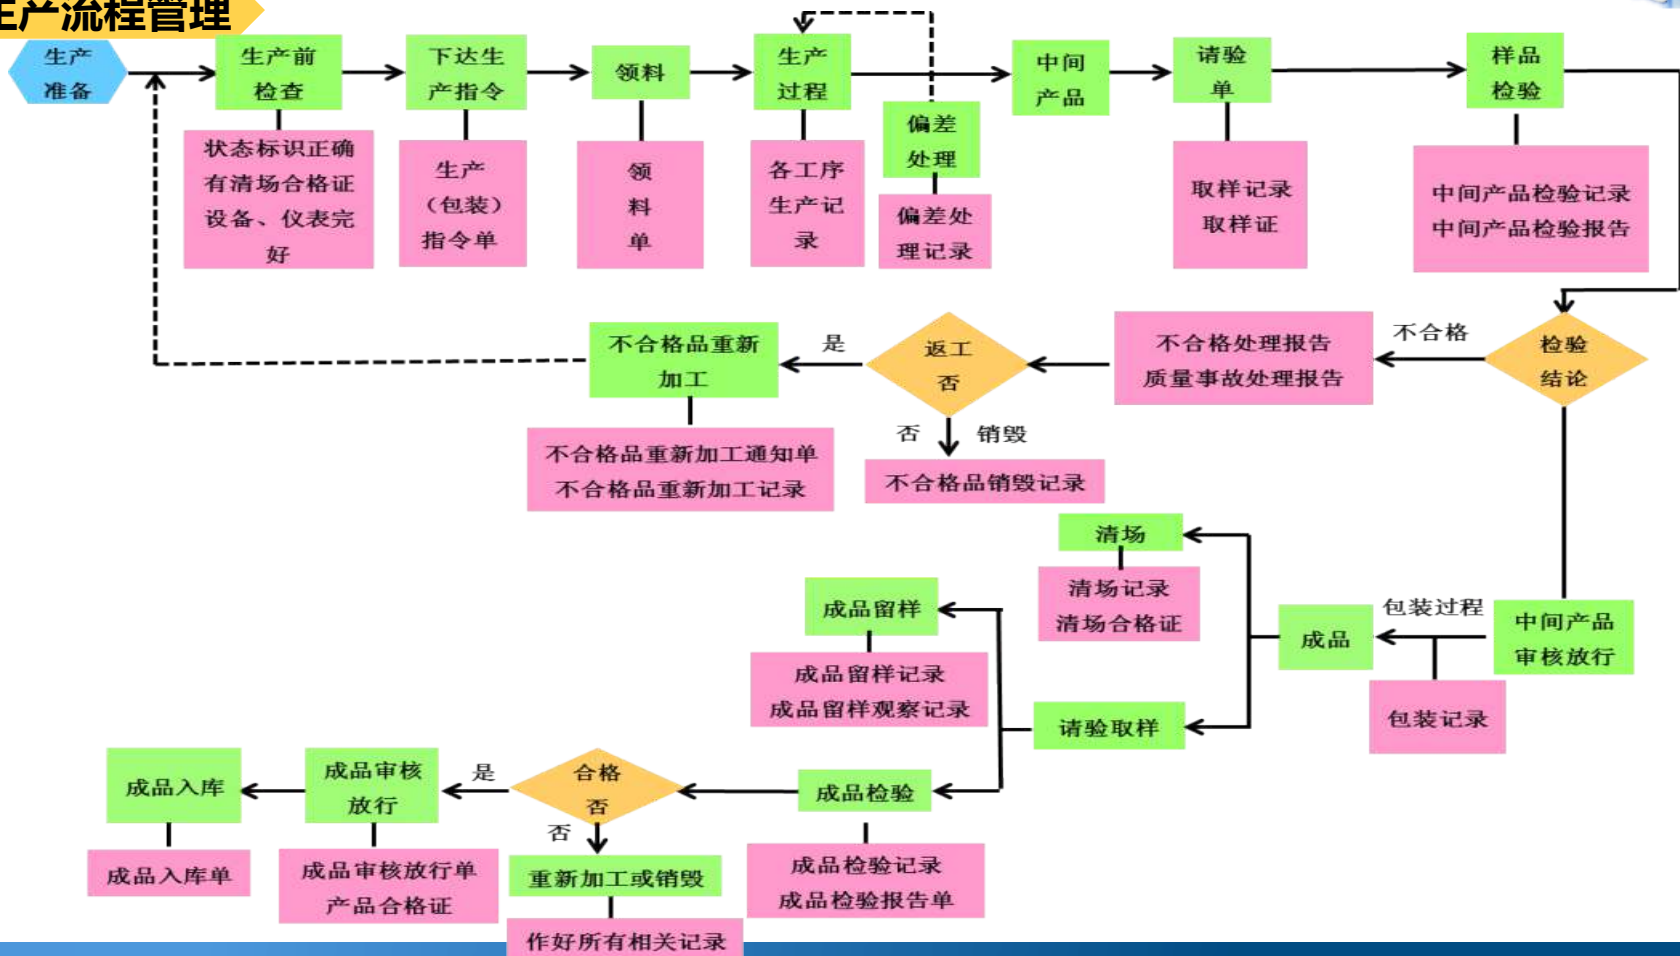 生产流程管理
生产
准备
生产前
检查
下达生
产指令
领料
生产
过程
中间
产品
请验
单
样品
检验
偏差
处理
状态标识正确
有清场合格证
设备、仪表完
好
生产
（包装）
指令单
领
料
单
各工序
生产记
录
偏差处
理记录
取样记录
取样证
中间产品检验记录
中间产品检验报告
不合格品重新
加工
是
返工
否
不合格处理报告
质量事故处理报告
不合格
检验
结论
否
销毁
不合格品重新加工通知单
不合格品重新加工记录
不合格品销毁记录
清场
清场记录
清场合格证
成品留样
成品留样记录
成品留样观察记录
成品
包装过程
中间产品
审核放行
包装记录
请验取样
成品入库
成品审核
放行
是
合格
否
成品检验
否
成品入库单
成品审核放行单
产品合格证
重新加工或销毁
成品检验记录
成品检验报告单
作好所有相关记录